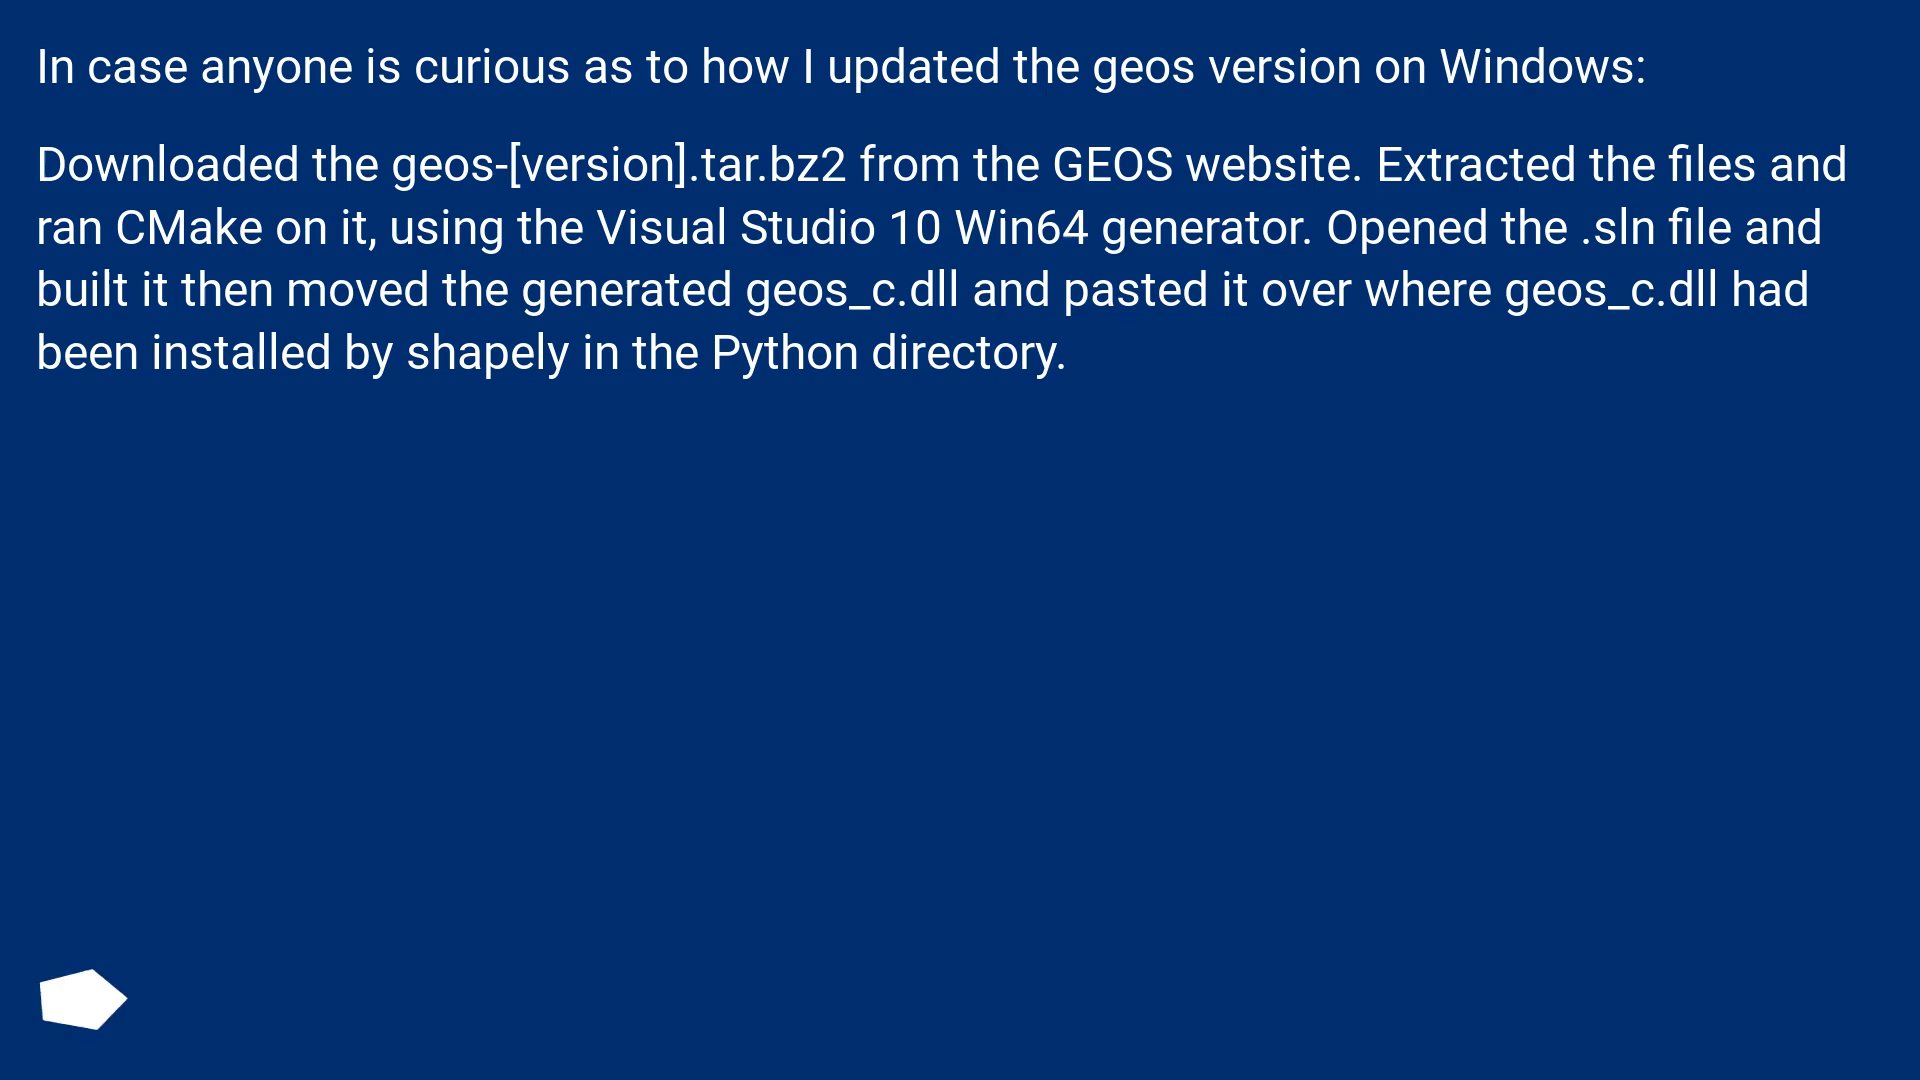 In case anyone is curious as to how I updated the geos version on Windows:
Downloaded the geos-[version].tar.bz2 from the GEOS website. Extracted the files and
ran CMake on it, using the Visual Studio 10 Win64 generator. Opened the .sln file and
built it then moved the generated geos_c.dll and pasted it over where geos_c.dll had
been installed by shapely in the Python directory.